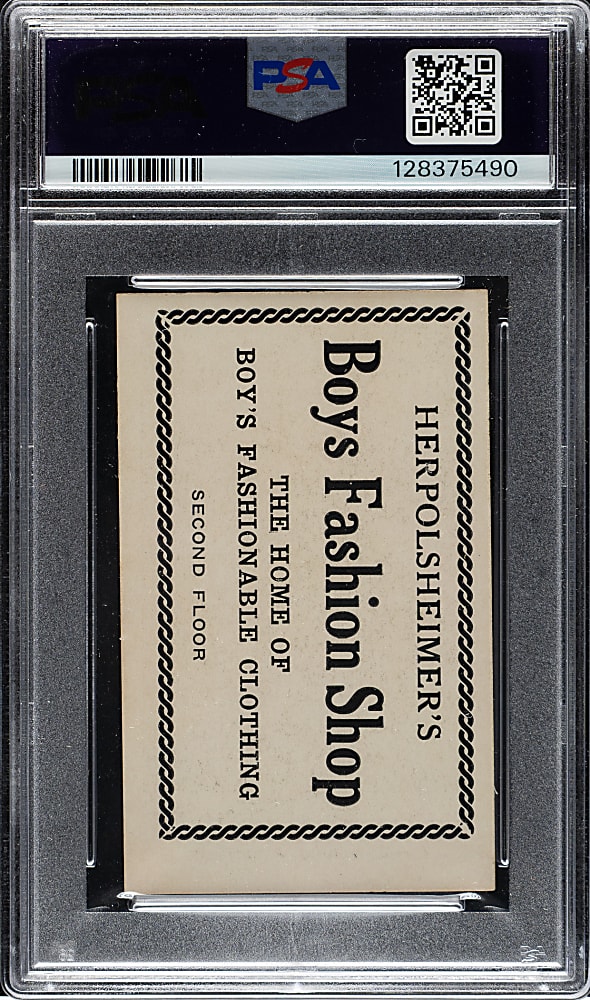 PSA
128375490
HERPOLSHEIMER'S
Boys Fashion Shop
THE HOME OF
BOY'S FASHIONABLE CLOTHING
SECOND FLOOR